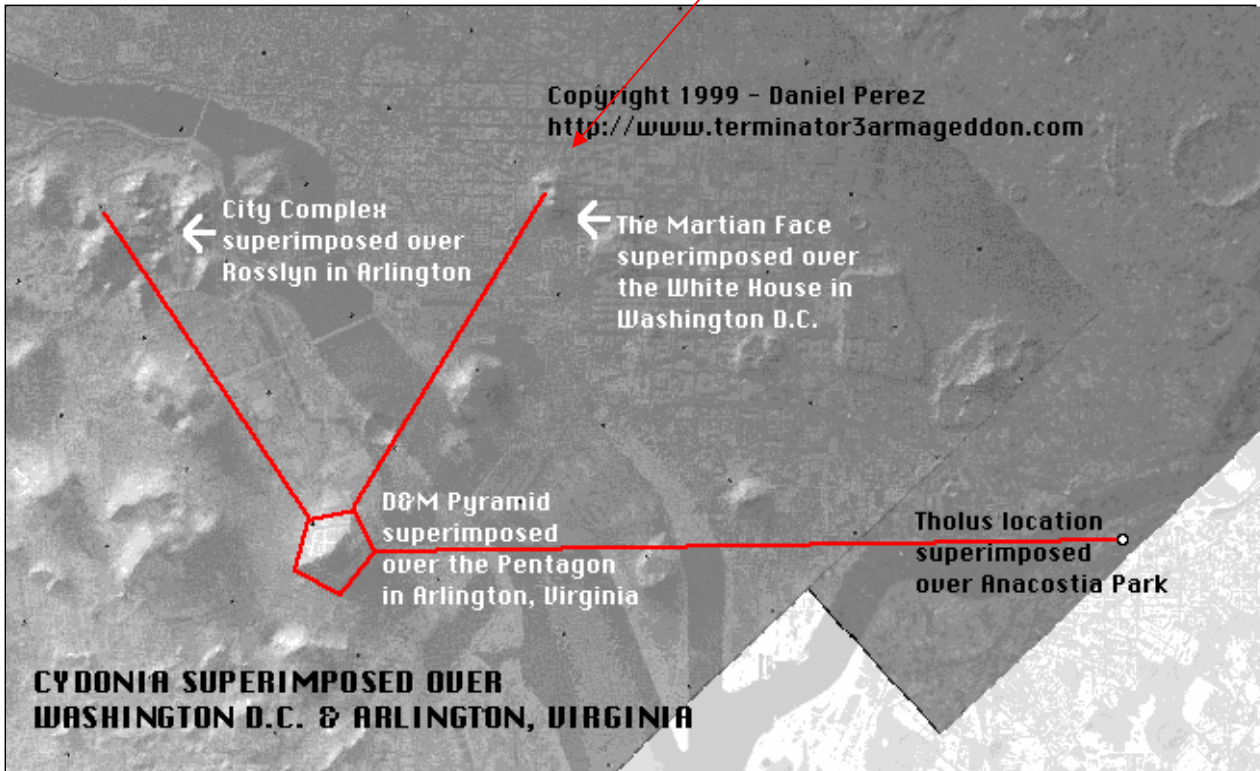 Copyright 1999 - Daniel Perez
http://www.terminator3armageddon.com
City Complex
superimposed over
Rosslyn in Arlington
The Martian Face
superimposed over
the White House in
Washington D.C.
D&M Pyramid
superimposed
over the Pentagon
in Arlington, Virginia
Tholus location
superimposed
over Anacostia Park
CYDONIA SUPERIMPOSED OVER
WASHINGTON D.C. & ARLINGTON, VIRGINIA